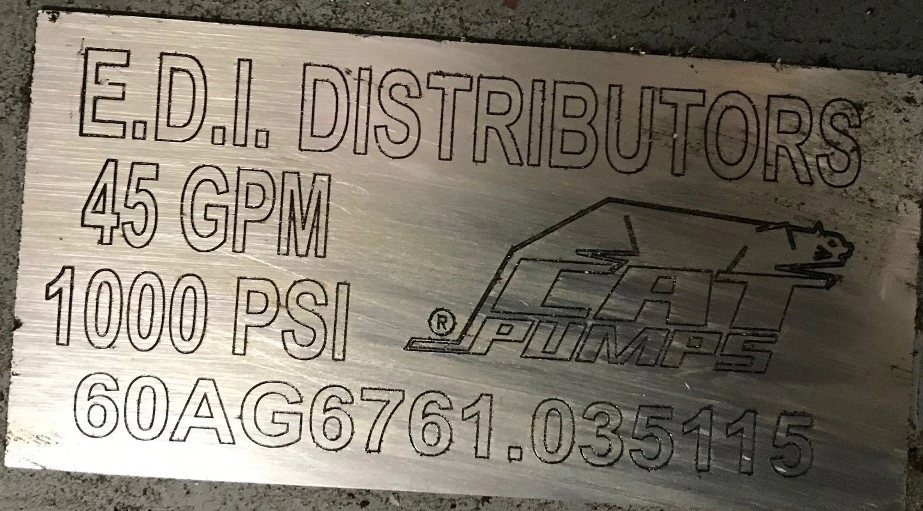 E.D.I. DISTRIBUTORS
45 GPM
1000 PSI
® CAT
PUMPS
60AG6761.035115